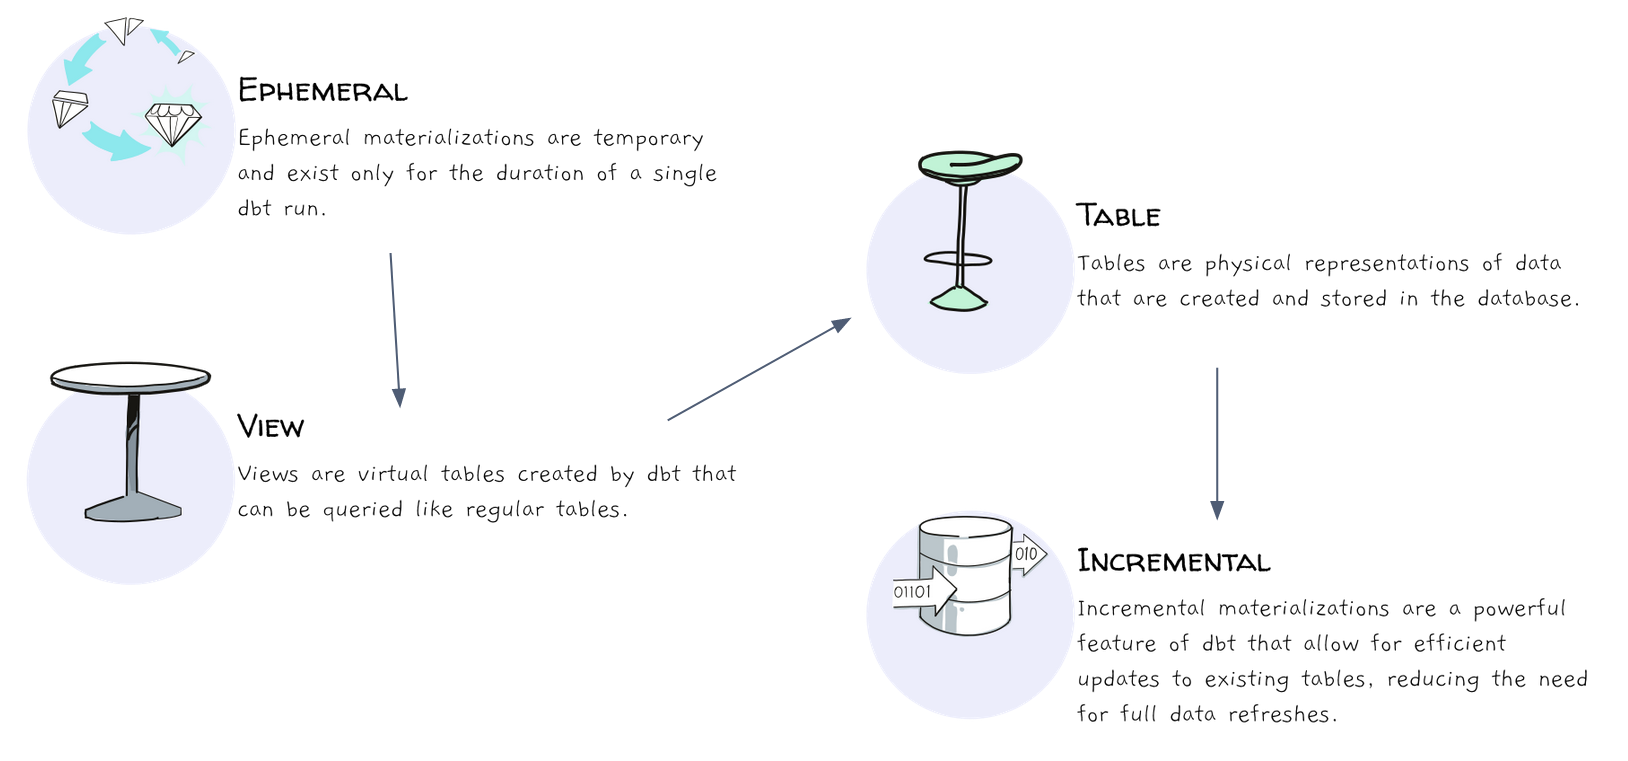 EPHEMERAL
Ephemeral materializations are temporary
and exist only for the duration of a single
dbt run.
VIEW
Views are virtual tables created by dbt that
can be queried like regular tables.
TABLE
Tables are physical representations of data
that are created and stored in the database.
010
01101
INCREMENTAL
Incremental materializations are a powerful
feature of dbt that allow for efficient
updates to existing tables, reducing the need
for full data refreshes.